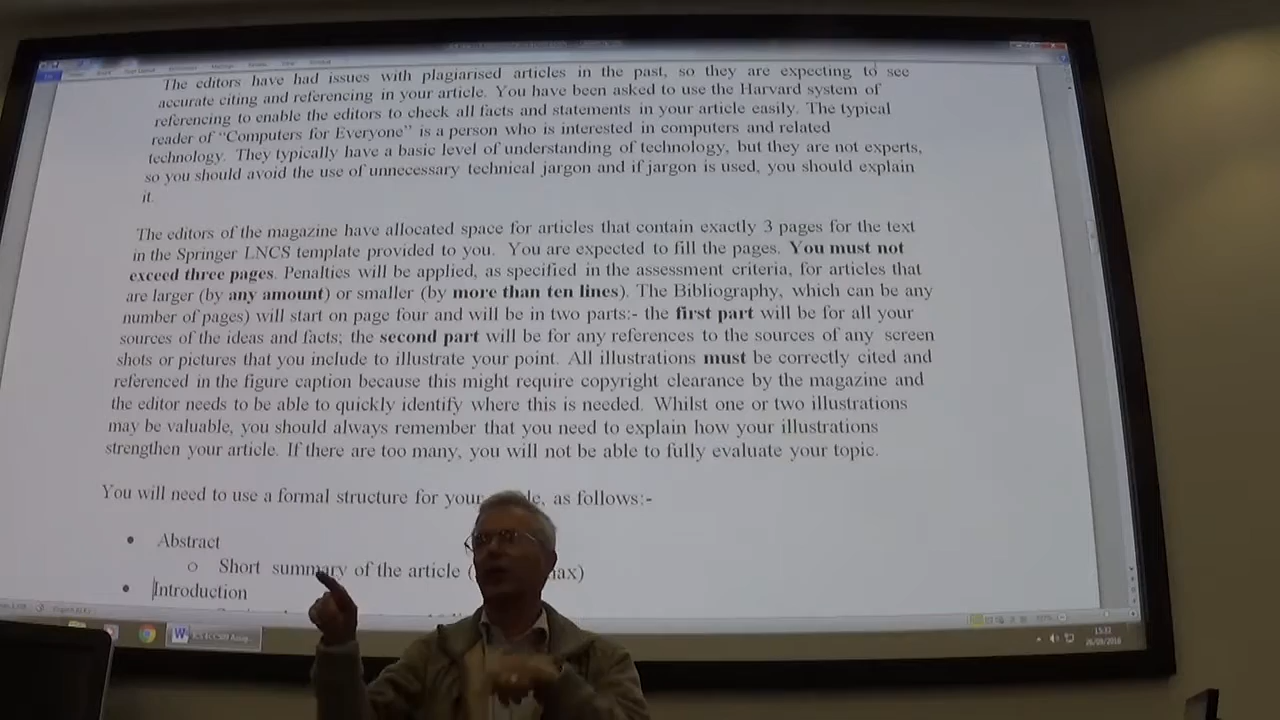 The editors have had issues with plagiarised articles in the past, so they are expecting to see
accurate citing and referencing in your article. You have been asked to use the Harvard system of
referencing to enable the editors to check all facts and statements in your article easily. The typical
reader of “Computers for Everyone” is a person who is interested in computers and related
technology. They typically have a basic level of understanding of technology, but they are not experts,
so you should avoid the use of unnecessary technical jargon and if jargon is used, you should explain
it.
The editors of the magazine have allocated space for articles that contain exactly 3 pages for the text
in the Springer LNCS template provided to you. You are expected to fill the pages. You must not
exceed three pages. Penalties will be applied, as specified in the assessment criteria, for articles that
are larger (by any amount) or smaller (by more than ten lines). The Bibliography, which can be any
number of pages) will start on page four and will be in two parts:- the first part will be for all your
sources of the ideas and facts; the second part will be for any references to the sources of any screen
shots or pictures that you include to illustrate your point. All illustrations must be correctly cited and
referenced in the figure caption because this might require copyright clearance by the magazine and
the editor needs to be able to quickly identify where this is needed. Whilst one or two illustrations
may be valuable, you should always remember that you need to explain how your illustrations
strengthen your article. If there are too many, you will not be able to fully evaluate your topic.
You will need to use a formal structure for your as follows:-
• Abstract
o Short summary of the article (
• Introduction
15:32
26/09/2016